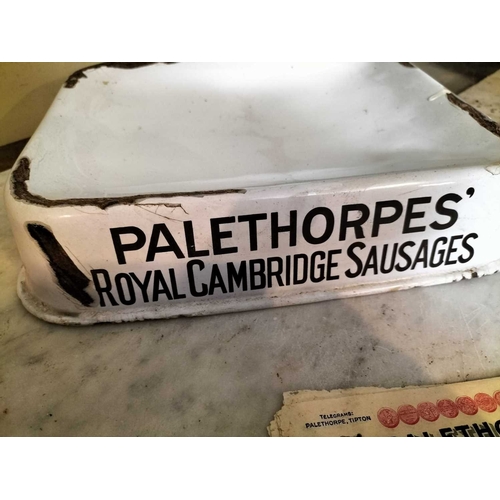 PALETHORPES'
ROYAL CAMBRIDGE SAUSAGES
TELEGRAMS:
PALETHORPE, TIPTON